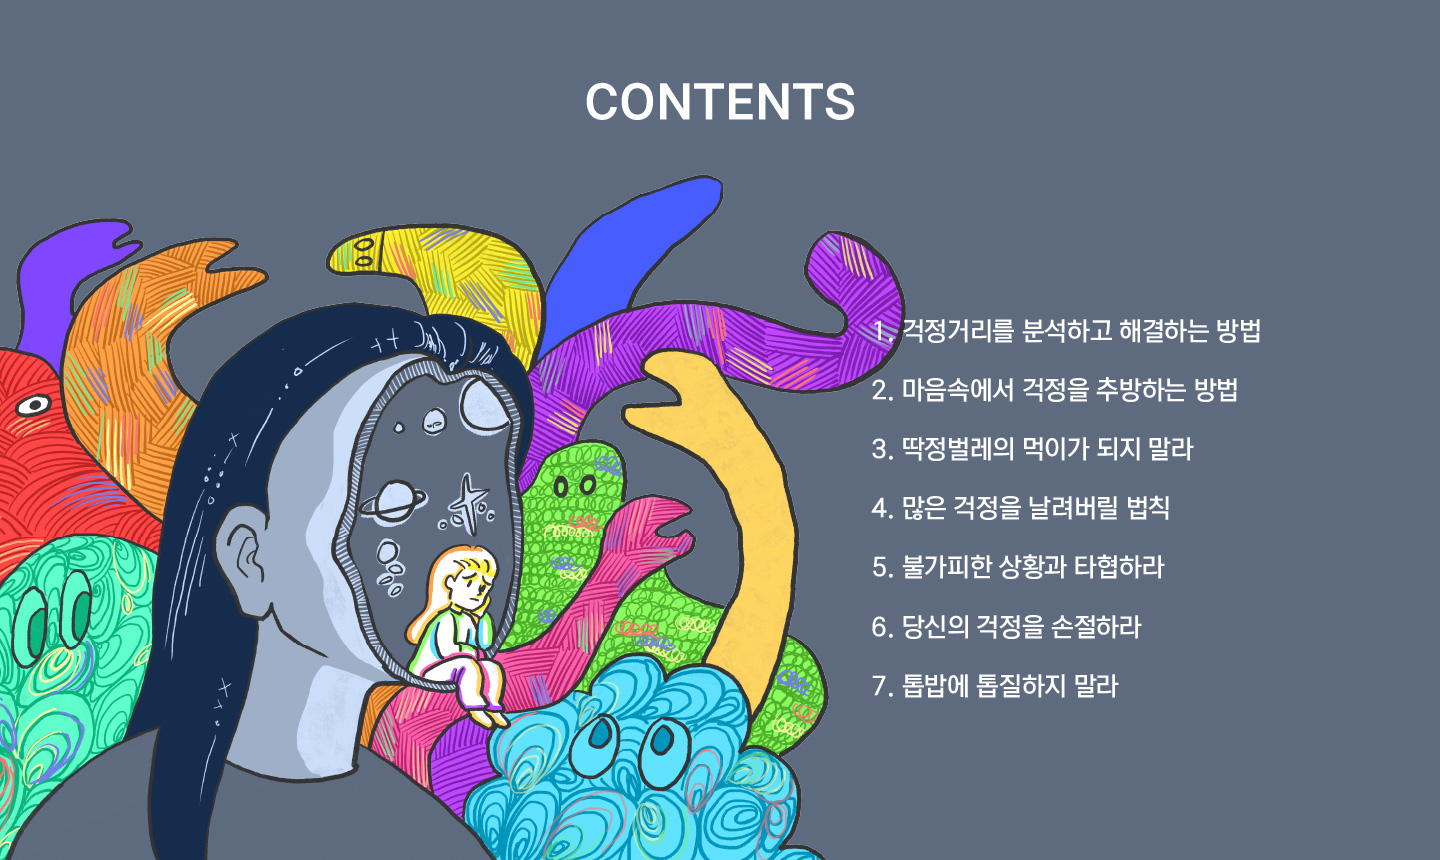 CONTENTS
1. 걱정거리를 분석하고 해결하는 방법
2. 마음속에서 걱정을 추방하는 방법
3. 딱정벌레의 먹이가 되지 말라
4. 많은 걱정을 날려버릴 법칙
5. 불가피한 상황과 타협하라
6. 당신의 걱정을 손절하라
7. 톱밥에 톱질하지 말라